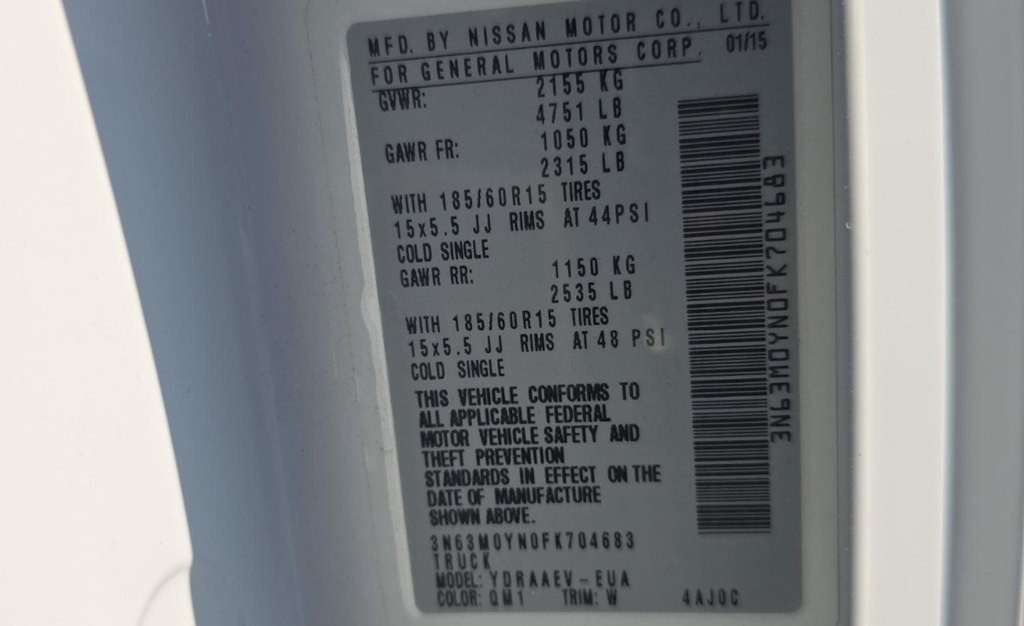 MFD. BY NISSAN MOTOR CO., LTD.
FOR GENERAL MOTORS CORP. 01/15
GVWR: 2155 KG
4751 LB
GAWR FR: 1050 KG
2315 LB
WITH 185/60R15 TIRES
15x5.5 JJ RIMS AT 44PSI
COLD SINGLE
GAWR RR: 1150 KG
2535 LB
WITH 185/60R15 TIRES
15x5.5 JJ RIMS AT 48 PSI
COLD SINGLE
THIS VEHICLE CONFORMS TO
ALL APPLICABLE FEDERAL
MOTOR VEHICLE SAFETY AND
THEFT PREVENTION
STANDARDS IN EFFECT ON THE
DATE OF MANUFACTURE
SHOWN ABOVE.
3N63M0YN0FK704683
TRUCK
MODEL: YDRAAEV-EUA
COLOR: QM1 TRIM: W 4AJ0C
3N63M0YN0FK704683